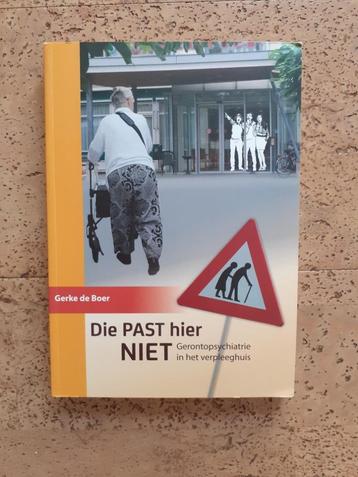 Gerke de Boer
Die PAST hier
NIET
Gerontopsychiatrie
in het verpleeghuis